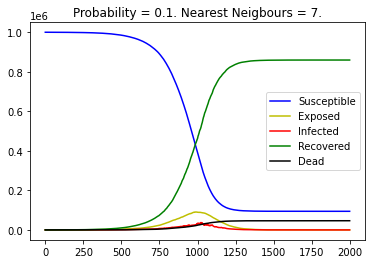 Probability = 0.1. Nearest Neigbours = 7.
1e6
1.0
0.8
0.6
0.4
0.2
0.0
Susceptible
Exposed
Infected
Recovered
Dead
0 250 500 750 1000 1250 1500 1750 2000